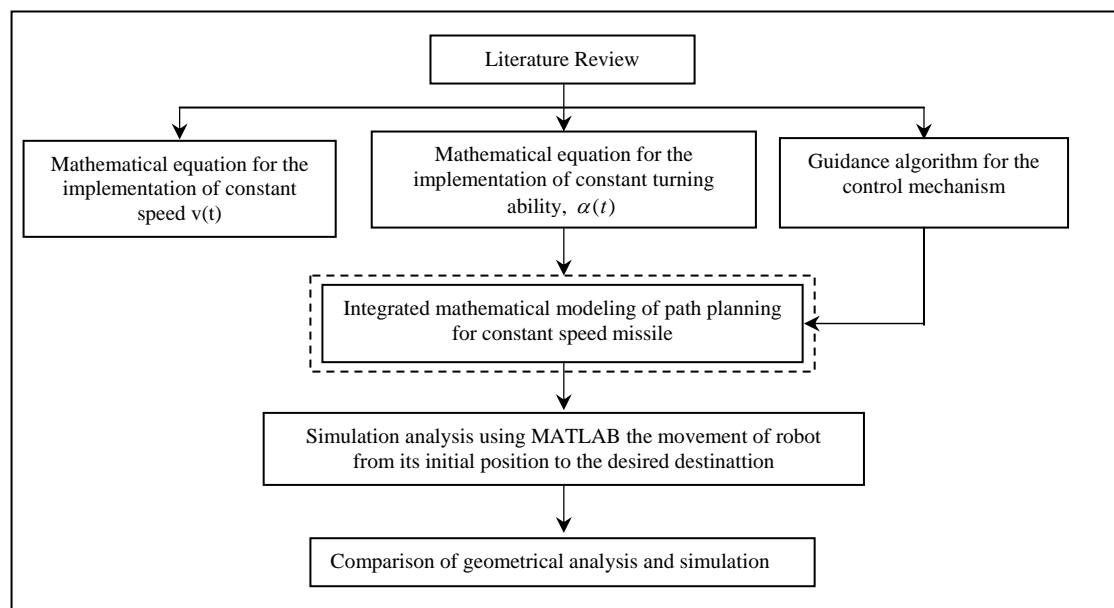 Literature Review
Mathematical equation for the
implementation of constant
speed v(t)
Mathematical equation for the
implementation of constant turning
ability, α(t)
Guidance algorithm for the
control mechanism
Integrated mathematical modeling of path planning
for constant speed missile
Simulation analysis using MATLAB the movement of robot
from its initial position to the desired destinattion
Comparison of geometrical analysis and simulation